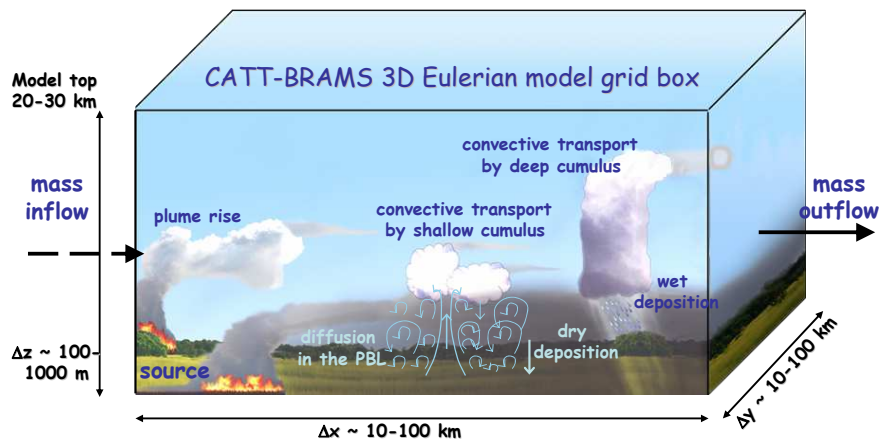 CATT-BRAMS 3D Eulerian model grid box
Model top
20-30 km
convective transport
by deep cumulus
mass
inflow
mass
outflow
plume rise
convective transport
by shallow cumulus
wet
deposition
diffusion
in the PBL
dry
deposition
Δz ~ 100-
1000 m
source
Δy ~ 10-100 km
Δx ~ 10-100 km